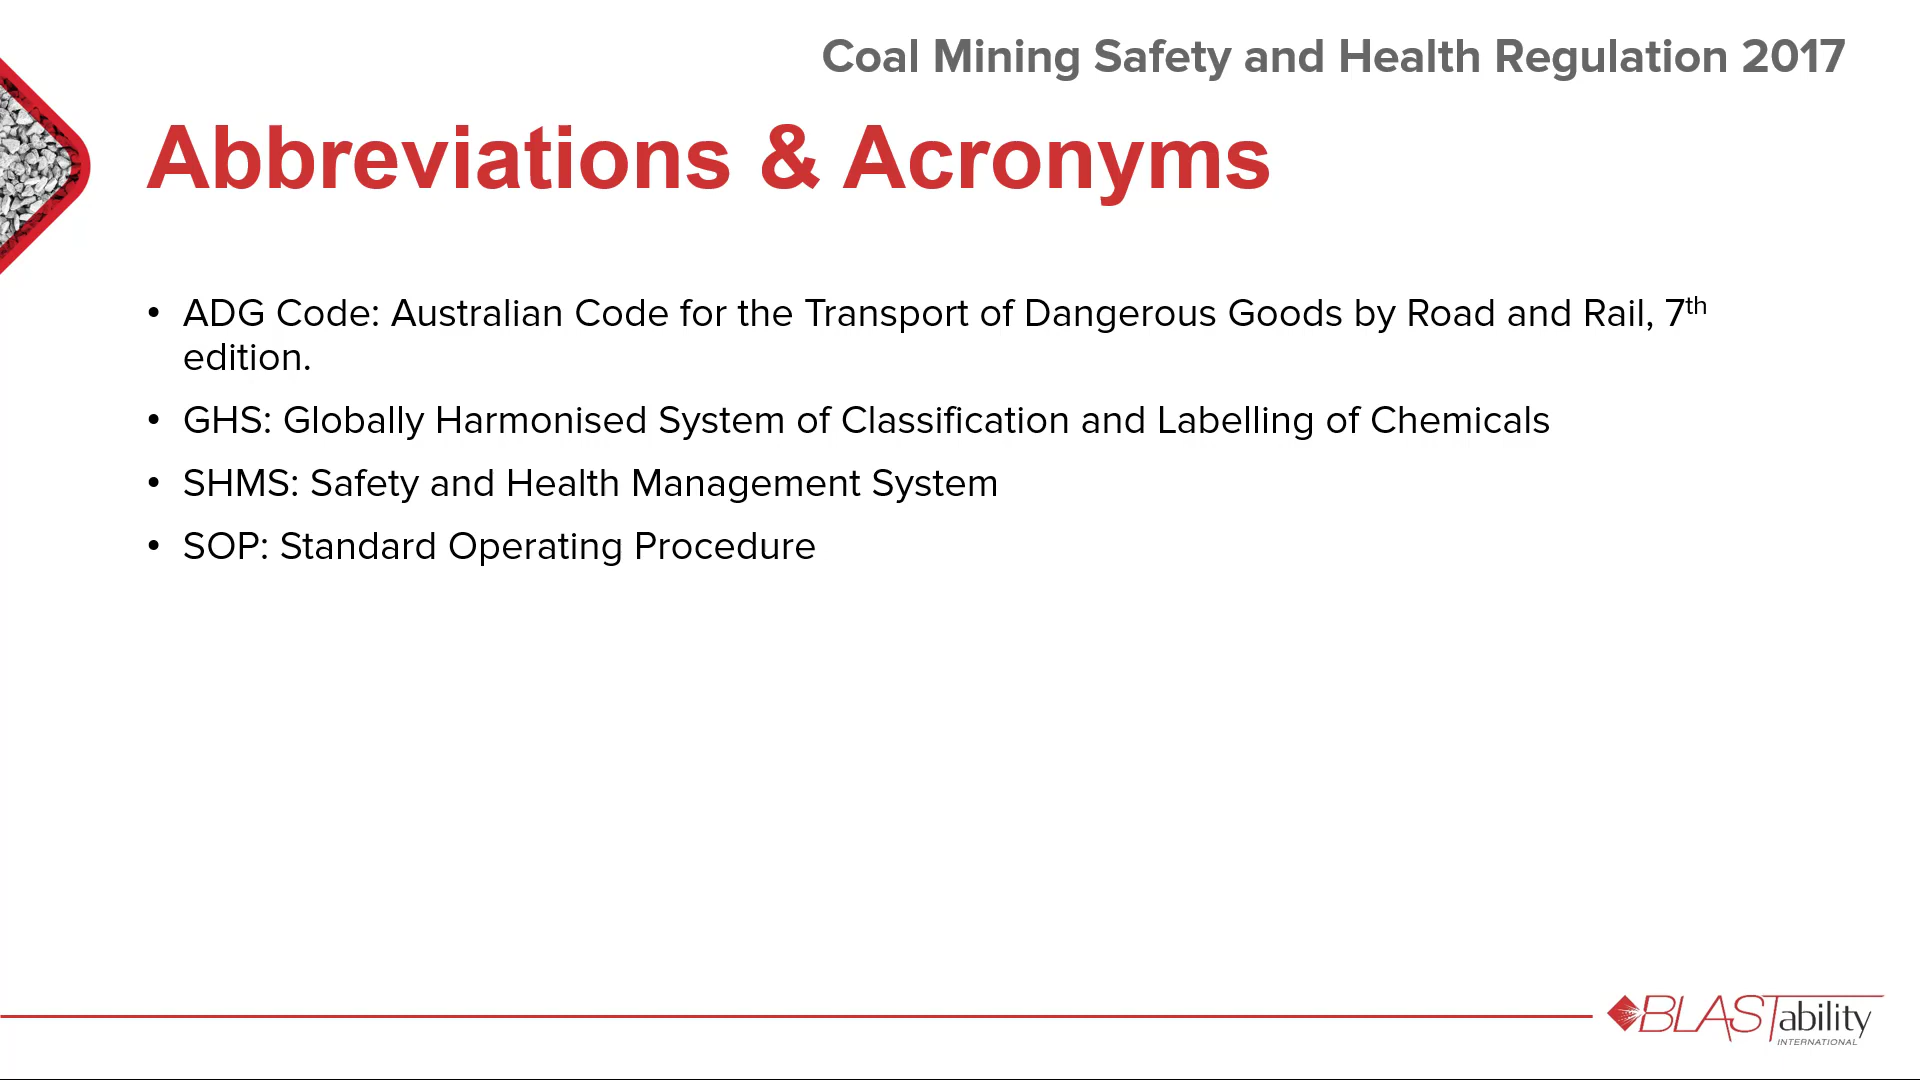 Coal Mining Safety and Health Regulation 2017
Abbreviations & Acronyms
• ADG Code: Australian Code for the Transport of Dangerous Goods by Road and Rail, 7th
edition.
• GHS: Globally Harmonised System of Classification and Labelling of Chemicals
• SHMS: Safety and Health Management System
• SOP: Standard Operating Procedure
BLASTability
INTERNATIONAL